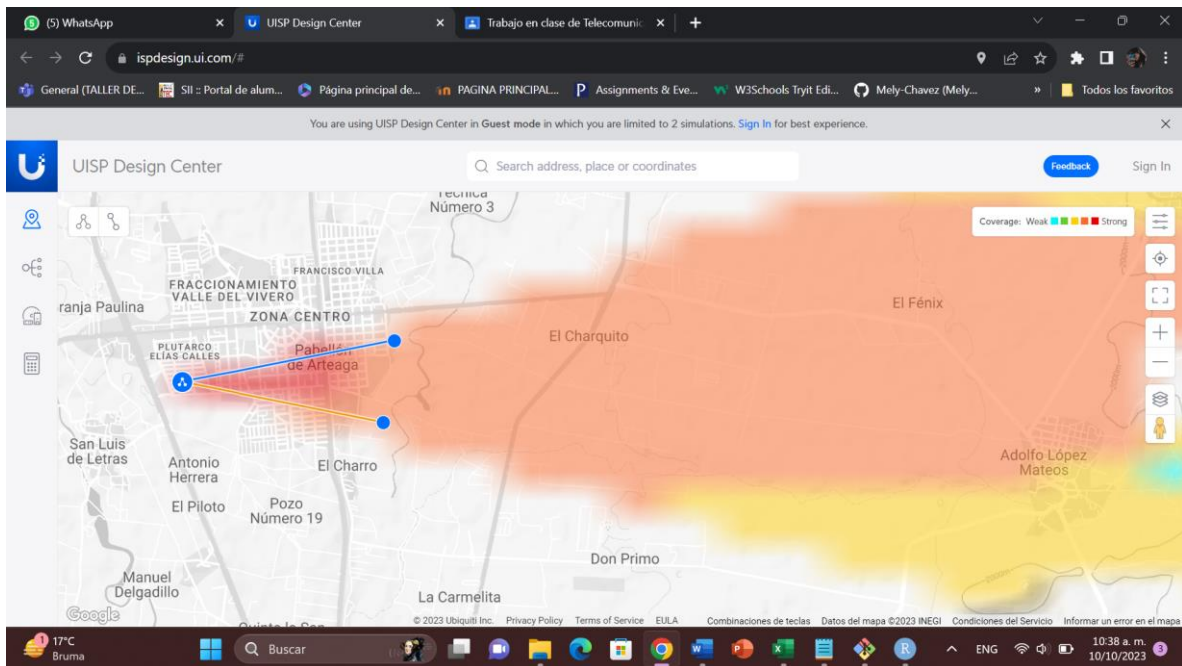 (5) WhatsApp
UISP Design Center
Trabajo en clase de Telecomunic
ispdesign.ui.com/#
General (TALLER DE...
SII :: Portal de alum...
Página principal de...
PAGINA PRINCIPAL...
Assignments & Eve...
W3Schools Tryit Edi...
Mely-Chavez (Mely...
»
Todos los favoritos
You are using UISP Design Center in Guest mode in which you are limited to 2 simulations. Sign In for best experience.
UISP Design Center
Search address, place or coordinates
Feedback
Sign In
Técnica
Número 3
Coverage: Weak Strong
FRANCISCO VILLA
FRACCIONAMIENTO
VALLE DEL VIVERO
ranja Paulina
ZONA CENTRO
El Fénix
El Charquito
PLUTARCO
ELÍAS CALLES
Pabellón
de Arteaga
San Luis
de Letras
Antonio
Herrera
El Charro
Adolfo López
Mateos
El Piloto
Pozo
Número 19
Don Primo
Manuel
Delgadillo
La Carmelita
Google
© 2023 Ubiquiti Inc. Privacy Policy Terms of Service EULA Combinaciones de teclas Datos del mapa ©2023 INEGI Condiciones del Servicio Informar un error en el mapa
1
17°C
Bruma
Buscar
ENG
10:38 a. m.
10/10/2023
3